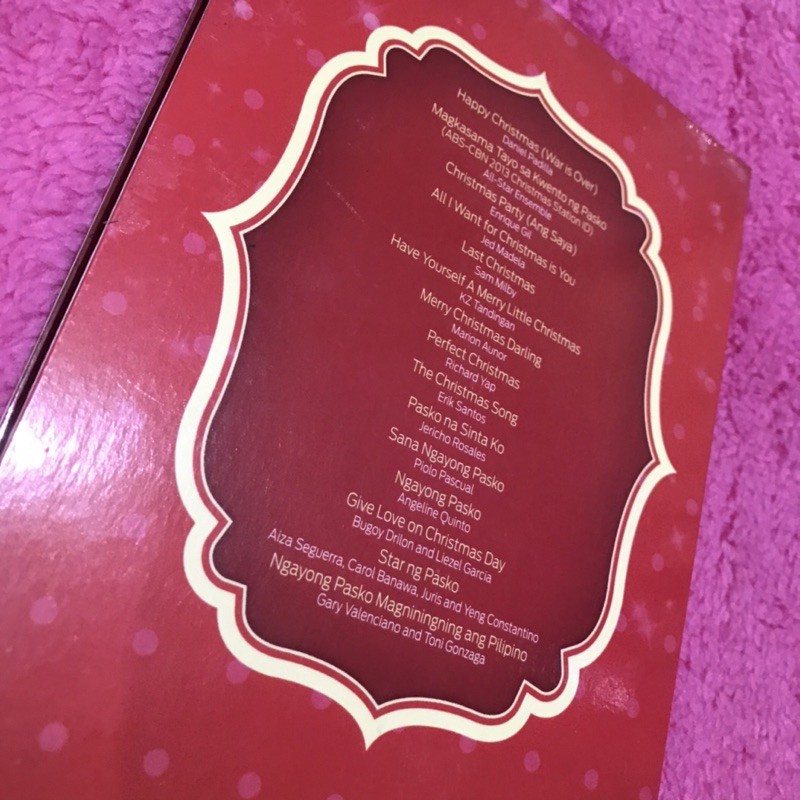 Happy Christmas (War is Over)
Daniel Padilla
Magkasama Tayo sa Kwento ng Pasko
(ABS-CBN 2013 Christmas Station ID)
All-Star Ensemble
Christmas Party (Ang Saya)
Enrique Gil
All I Want for Christmas is You
Jed Madela
Last Christmas
Sam Milby
Have Yourself A Merry Little Christmas
KZ Tandingan
Merry Christmas Darling
Marion Aunor
Perfect Christmas
Richard Yap
The Christmas Song
Erik Santos
Pasko na Sinta Ko
Jericho Rosales
Sana Ngayong Pasko
Piolo Pascual
Ngayong Pasko
Angeline Quinto
Give Love on Christmas Day
Bugoy Drilon and Liezel Garcia
Star ng Pasko
Aiza Seguerra, Carol Banawa, Juris and Yeng Constantino
Ngayong Pasko Magniningning ang Pilipino
Gary Valenciano and Toni Gonzaga